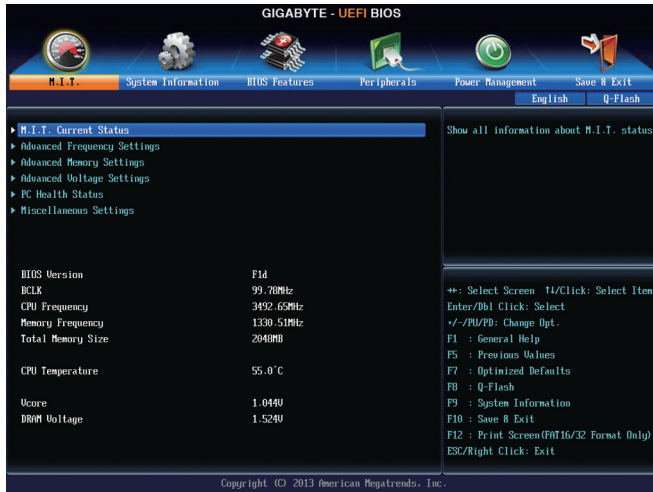 GIGABYTE - UEFI BIOS
M.I.T. System Information BIOS Features Peripherals Power Management Save & Exit
English Q-Flash
M.I.T. Current Status
Advanced Frequency Settings
Advanced Memory Settings
Advanced Voltage Settings
PC Health Status
Miscellaneous Settings
Show all information about M.I.T. status
BIOS Version F1d
BCLK 99.78MHz
CPU Frequency 3492.65MHz
Memory Frequency 1330.51MHz
Total Memory Size 2048MB
CPU Temperature 55.0°C
Vcore 1.044V
DRAM Voltage 1.524V
→←: Select Screen ↑↓/Click: Select Item
Enter/Dbl Click: Select
+/-/PU/PD: Change Opt.
F1 : General Help
F5 : Previous Values
F7 : Optimized Defaults
F8 : Q-Flash
F9 : System Information
F10 : Save & Exit
F12 : Print Screen(FAT16/32 Format Only)
ESC/Right Click: Exit
Copyright (C) 2013 American Megatrends, Inc.